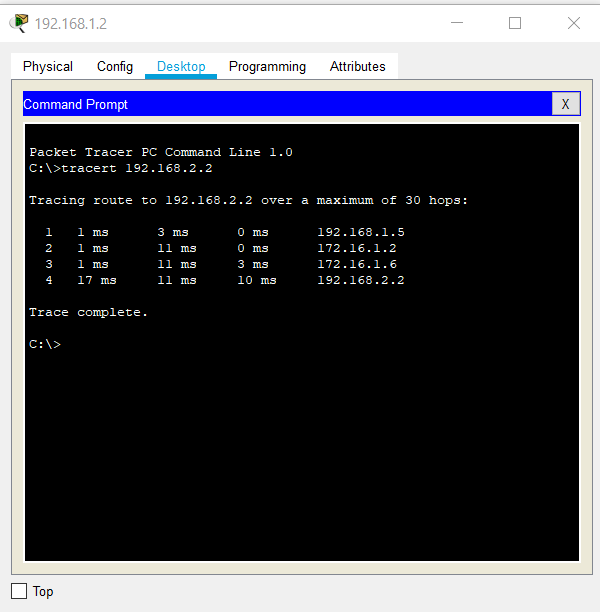 192.168.1.2
Physical Config Desktop Programming Attributes
Command Prompt X
Packet Tracer PC Command Line 1.0
C:\>tracert 192.168.2.2
Tracing route to 192.168.2.2 over a maximum of 30 hops:
1 1 ms 3 ms 0 ms 192.168.1.5
2 1 ms 11 ms 0 ms 172.16.1.2
3 1 ms 11 ms 3 ms 172.16.1.6
4 17 ms 11 ms 10 ms 192.168.2.2
Trace complete.
C:\>
Top